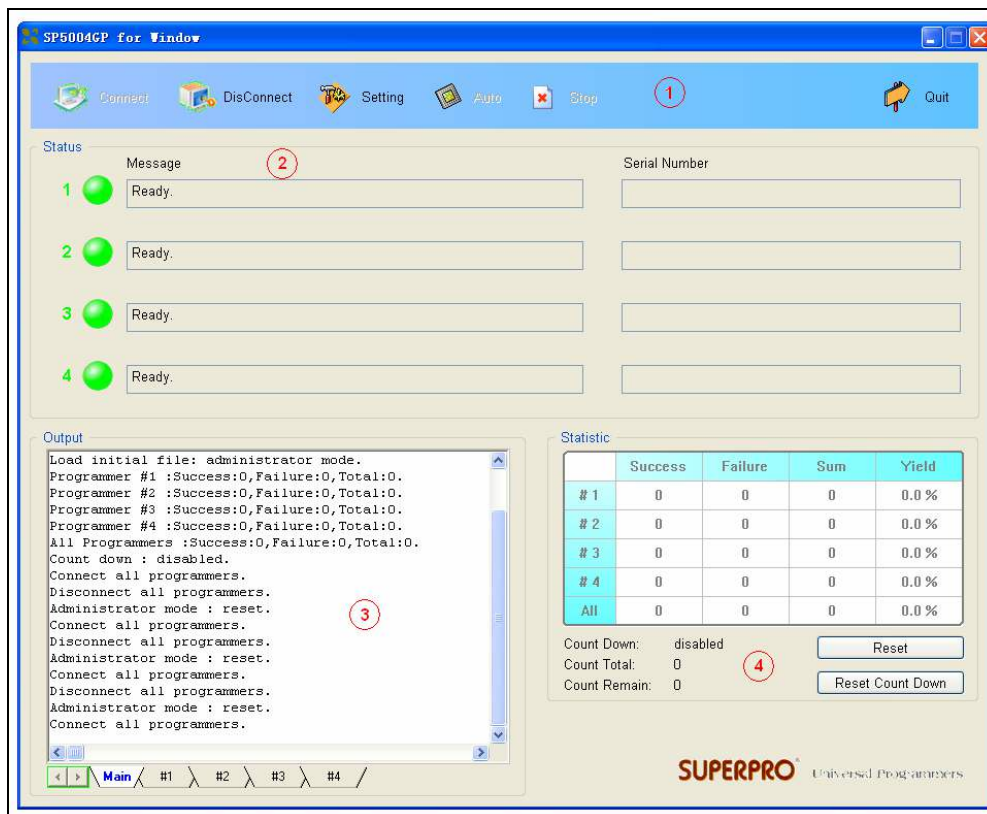 SP5004GP for Window
Connect DisConnect Setting Auto Stop 1 Quit
Status
Message 2 Serial Number
1 Ready.
2 Ready.
3 Ready.
4 Ready.
Output
Load initial file: administrator mode.
Programmer #1 :Success:0,Failure:0,Total:0.
Programmer #2 :Success:0,Failure:0,Total:0.
Programmer #3 :Success:0,Failure:0,Total:0.
Programmer #4 :Success:0,Failure:0,Total:0.
All Programmers :Success:0,Failure:0,Total:0.
Count down : disabled.
Connect all programmers.
Disconnect all programmers.
Administrator mode : reset.
Connect all programmers.
Disconnect all programmers.
Administrator mode : reset.
Connect all programmers.
Disconnect all programmers.
Administrator mode : reset.
Connect all programmers.
3
Main #1 #2 #3 #4
Statistic
Success Failure Sum Yield
# 1 0 0 0 0.0 %
# 2 0 0 0 0.0 %
# 3 0 0 0 0.0 %
# 4 0 0 0 0.0 %
All 0 0 0 0.0 %
Count Down: disabled
Count Total: 0
Count Remain: 0
4
Reset
Reset Count Down
SUPERPRO Universal Programmers